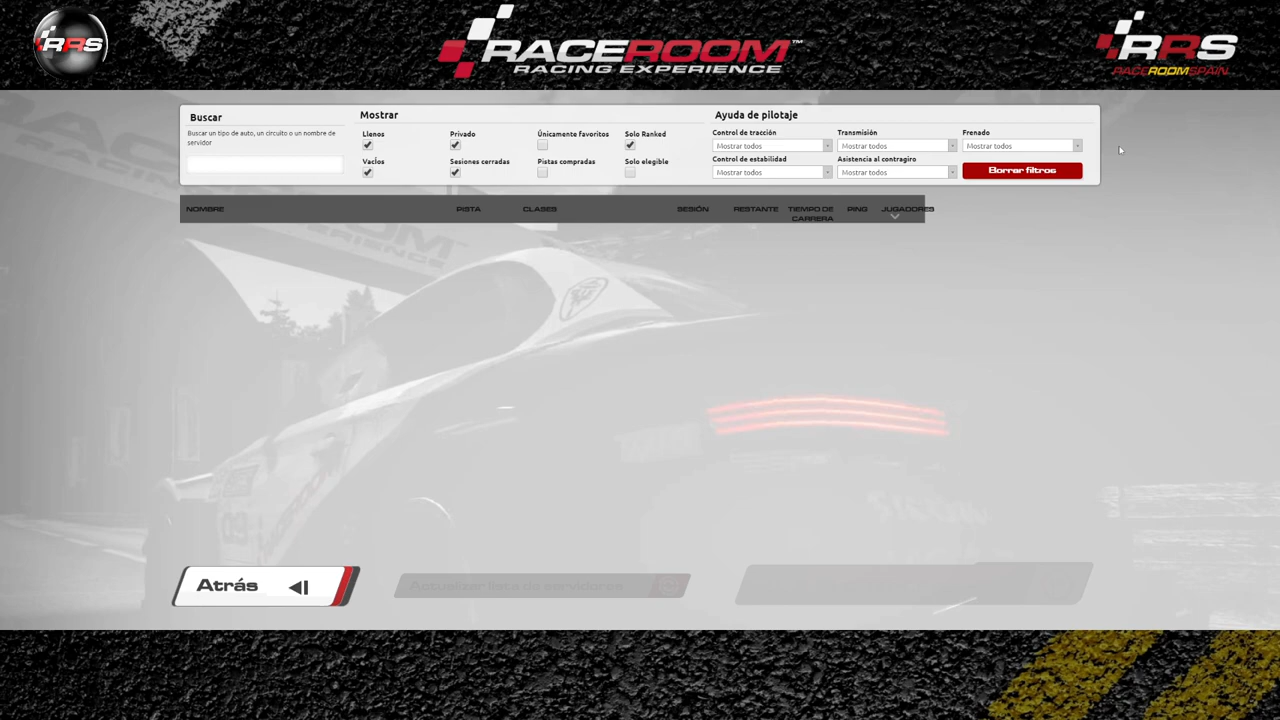 RRS
RACEROOM™
RACING EXPERIENCE
RRS
RACEROOMSPAIN
Buscar
Buscar un tipo de auto, un circuito o un nombre de
servidor
Mostrar
Llenos
Privado
Únicamente favoritos
Solo Ranked
Vacíos
Sesiones cerradas
Pistas compradas
Solo elegible
Ayuda de pilotaje
Control de tracción
Transmisión
Frenado
Mostrar todos
Mostrar todos
Mostrar todos
Control de estabilidad
Asistencia al contragiro
Mostrar todos
Mostrar todos
Borrar filtros
NOMBRE
PISTA
CLASES
SESIÓN
RESTANTE
TIEMPO DE
CARRERA
PING
JUGADORES
Atrás
Actualizar lista de servidores